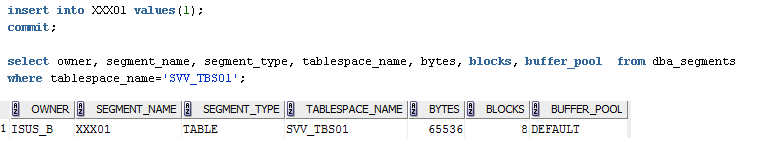 insert into XXX01 values(1);
commit;
select owner, segment_name, segment_type, tablespace_name, bytes, blocks, buffer_pool  from dba_segments
where tablespace_name='SVV_TBS01';
OWNER SEGMENT_NAME SEGMENT_TYPE TABLESPACE_NAME BYTES BLOCKS BUFFER_POOL
1 ISUS_B XXX01 TABLE SVV_TBS01 65536 8 DEFAULT